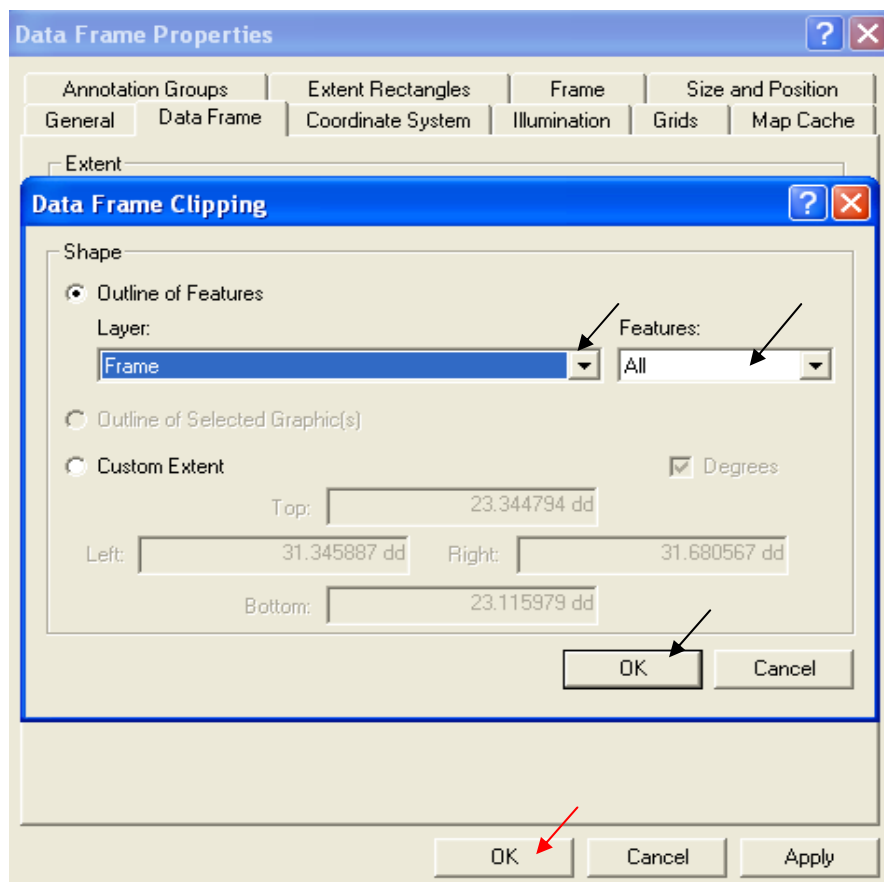 Data Frame Properties
Annotation Groups Extent Rectangles Frame Size and Position
General Data Frame Coordinate System Illumination Grids Map Cache
Extent
Data Frame Clipping
Shape
Outline of Features
Layer: Features:
Frame All
Outline of Selected Graphic(s)
Custom Extent Degrees
Top: 23.344794 dd
Left: 31.345887 dd Right: 31.680567 dd
Bottom: 23.115979 dd
OK Cancel
OK Cancel Apply